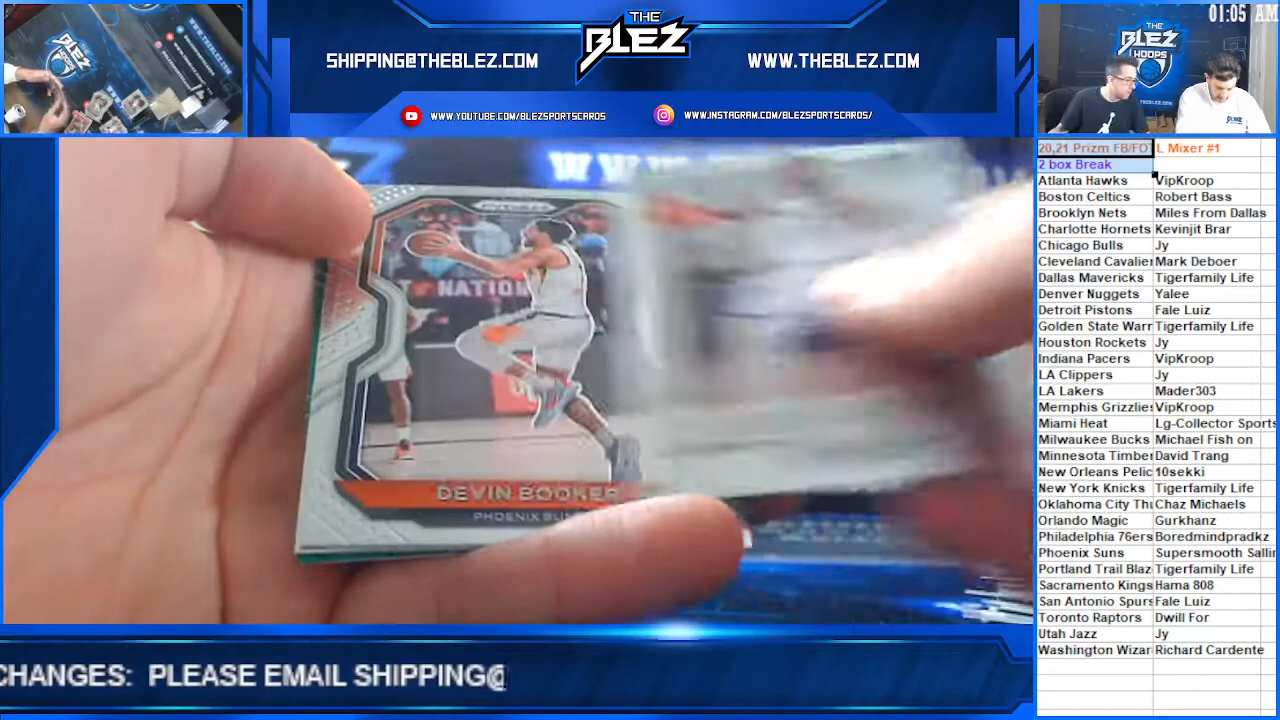 THE
BLEZ
SHIPPING@THEBLEZ.COM
WWW.THEBLEZ.COM
WWW.YOUTUBE.COM/BLEZSPORTSCARDS
WWW.INSTAGRAM.COM/BLEZSPORTSCARDS/
THE
BLEZ
HOOPS
01:05 AM
PRIZM
NATION
DEVIN BOOKER
PHOENIX SUNS
CHANGES: PLEASE EMAIL SHIPPING@
20,21 Prizm FB/FOT L Mixer #1
2 box Break
Atlanta Hawks VipKroop
Boston Celtics Robert Bass
Brooklyn Nets Miles From Dallas
Charlotte Hornets Kevinjit Brar
Chicago Bulls Jy
Cleveland Cavalier Mark Deboer
Dallas Mavericks Tigerfamily Life
Denver Nuggets Yalee
Detroit Pistons Fale Luiz
Golden State Warr Tigerfamily Life
Houston Rockets Jy
Indiana Pacers VipKroop
LA Clippers Jy
LA Lakers Mader303
Memphis Grizzlies VipKroop
Miami Heat Lg-Collector Sports
Milwaukee Bucks Michael Fish on
Minnesota Timber David Trang
New Orleans Pelic 10sekki
New York Knicks Tigerfamily Life
Oklahoma City Thu Chaz Michaels
Orlando Magic Gurkhanz
Philadelphia 76ers Boredmindpradkz
Phoenix Suns Supersmooth Sallin
Portland Trail Blaz Tigerfamily Life
Sacramento Kings Hama 808
San Antonio Spurs Fale Luiz
Toronto Raptors Dwill For
Utah Jazz Jy
Washington Wizar Richard Cardente